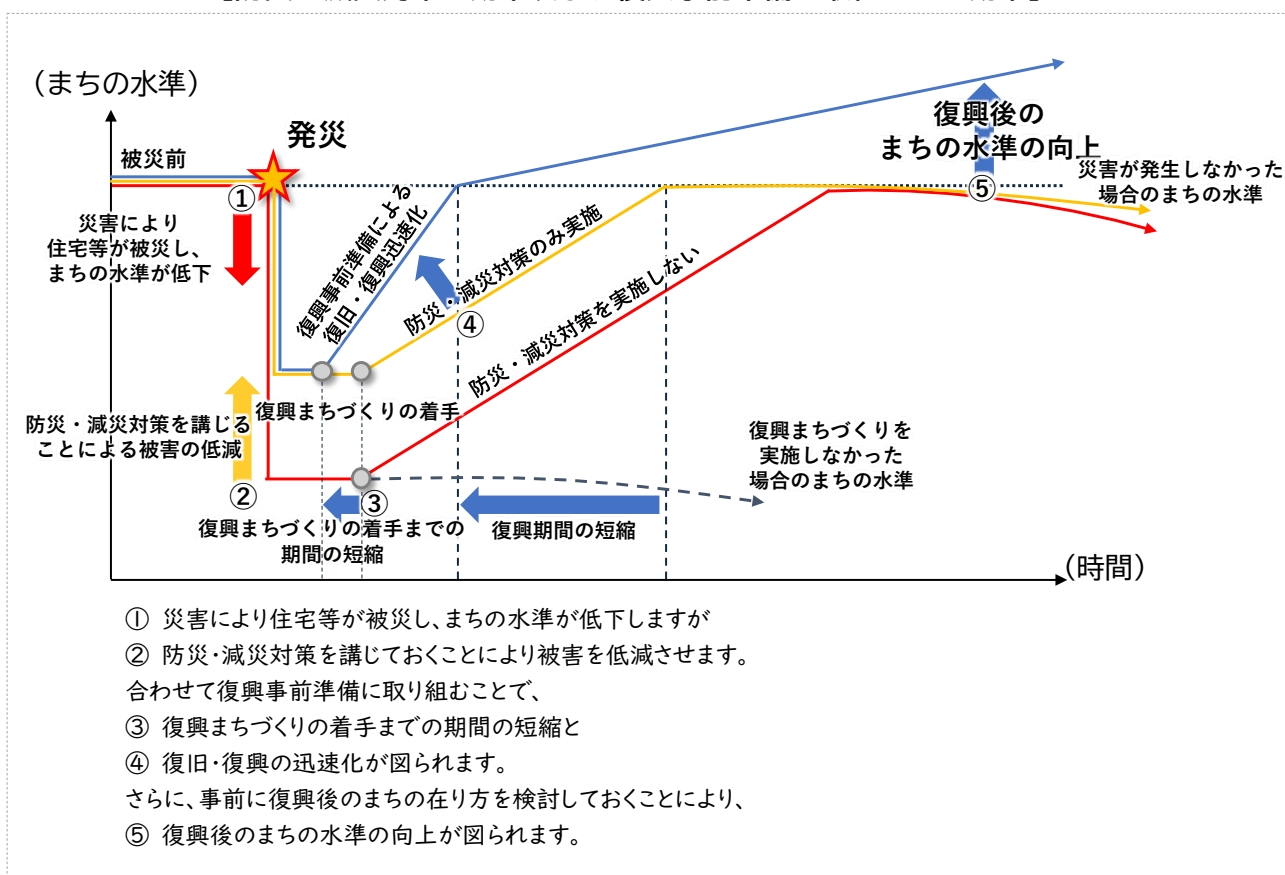 （まちの水準）
発災
被災前
①
災害により
住宅等が被災し、
まちの水準が低下
復興事前準備による
復旧・復興迅速化
防災・減災対策のみ実施
④
防災・減災対策を実施しない
復興後の
まちの水準の向上
⑤
災害が発生しなかった
場合のまちの水準
防災・減災対策を講じる
ことによる被害の低減
②
復興まちづくりの着手
③
復興まちづくりの着手までの
期間の短縮
復興期間の短縮
復興まちづくりを
実施しなかった
場合のまちの水準
（時間）
① 災害により住宅等が被災し、まちの水準が低下しますが
② 防災・減災対策を講じておくことにより被害を低減させます。
合わせて復興事前準備に取り組むことで、
③ 復興まちづくりの着手までの期間の短縮と
④ 復旧・復興の迅速化が図られます。
さらに、事前に復興後のまちの在り方を検討しておくことにより、
⑤ 復興後のまちの水準の向上が図られます。